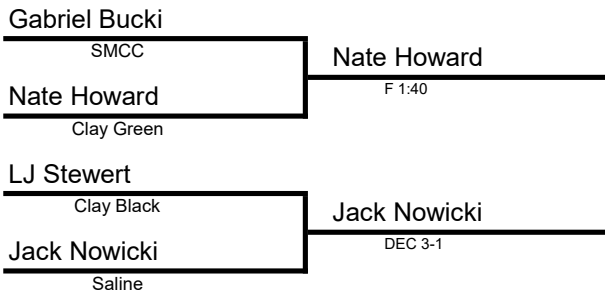 Gabriel Bucki
SMCC
Nate Howard
Clay Green
Nate Howard
F 1:40
LJ Stewert
Clay Black
Jack Nowicki
Saline
Jack Nowicki
DEC 3-1